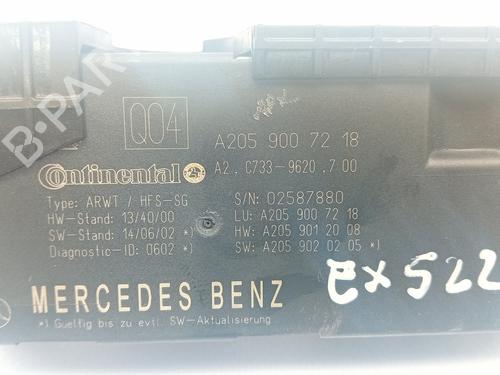 B-PARTS
Q04
A205 900 72 18
Continental
A2.C733-9620.700
Type: ARWT / HFS-SG
S/N: 02587880
HW-Stand: 13/40/00
LU: A205 900 72 18
SW-Stand: 14/06/02 *)
HW: A205 901 20 08
Diagnostic-ID: 0602 *)
SW: A205 902 02 05 *)
MERCEDES BENZ
ex522
*) Gueltig bis zu evtl. SW-Aktualisierung